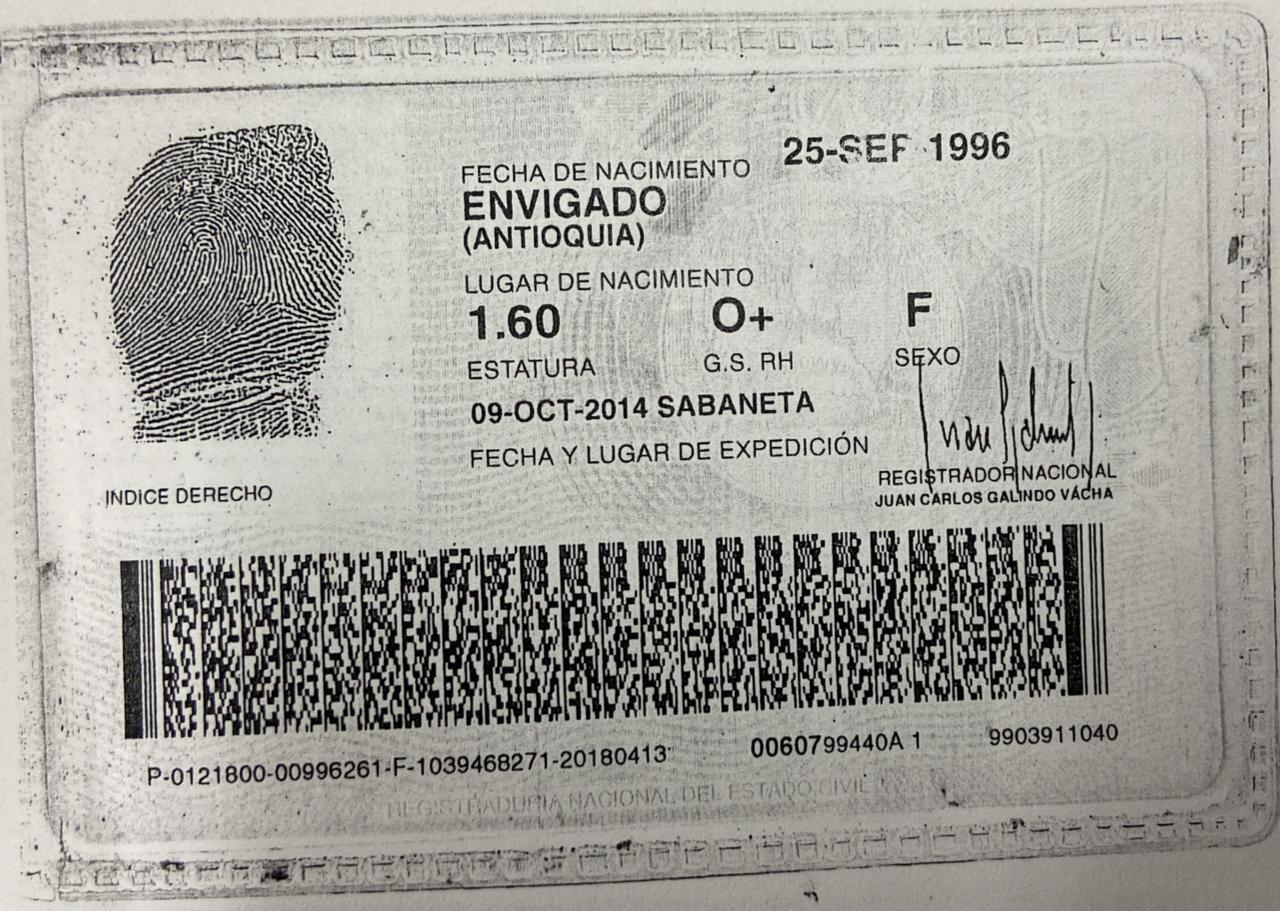 25-SEP 1996
FECHA DE NACIMIENTO
ENVIGADO
(ANTIOQUIA)
LUGAR DE NACIMIENTO
1.60 O+ F
ESTATURA G.S. RH SEXO
09-OCT-2014 SABANETA
FECHA Y LUGAR DE EXPEDICIÓN
REGISTRADOR NACIONAL
JUAN CARLOS GALINDO VÁCHA
INDICE DERECHO
P-0121800-00996261-F-1039468271-20180413 0060799440A 1 9903911040
REGISTRADURIA NACIONAL DEL ESTADO CIVIL